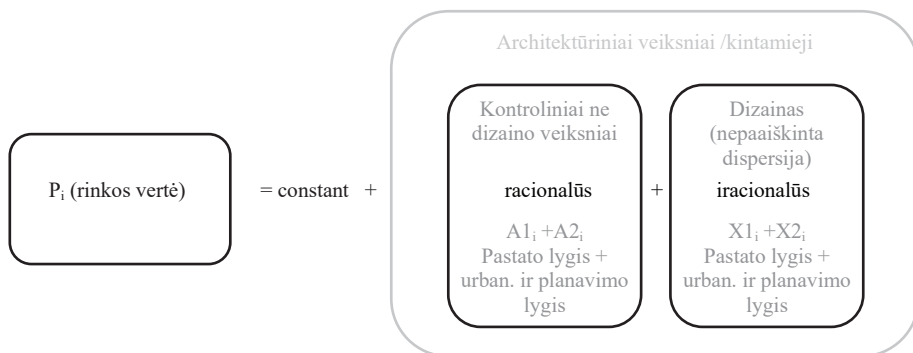 Architektūriniai veiksniai /kintamieji
Kontroliniai ne
dizaino veiksniai
Dizainas
(nepaaiškinta
dispersija)
Pᵢ (rinkos vertė)
= constant +
racionalūs
+
iracionalūs
A1ᵢ +A2ᵢ
Pastato lygis +
urban. ir planavimo
lygis
X1ᵢ +X2ᵢ
Pastato lygis +
urban. ir planavimo
lygis